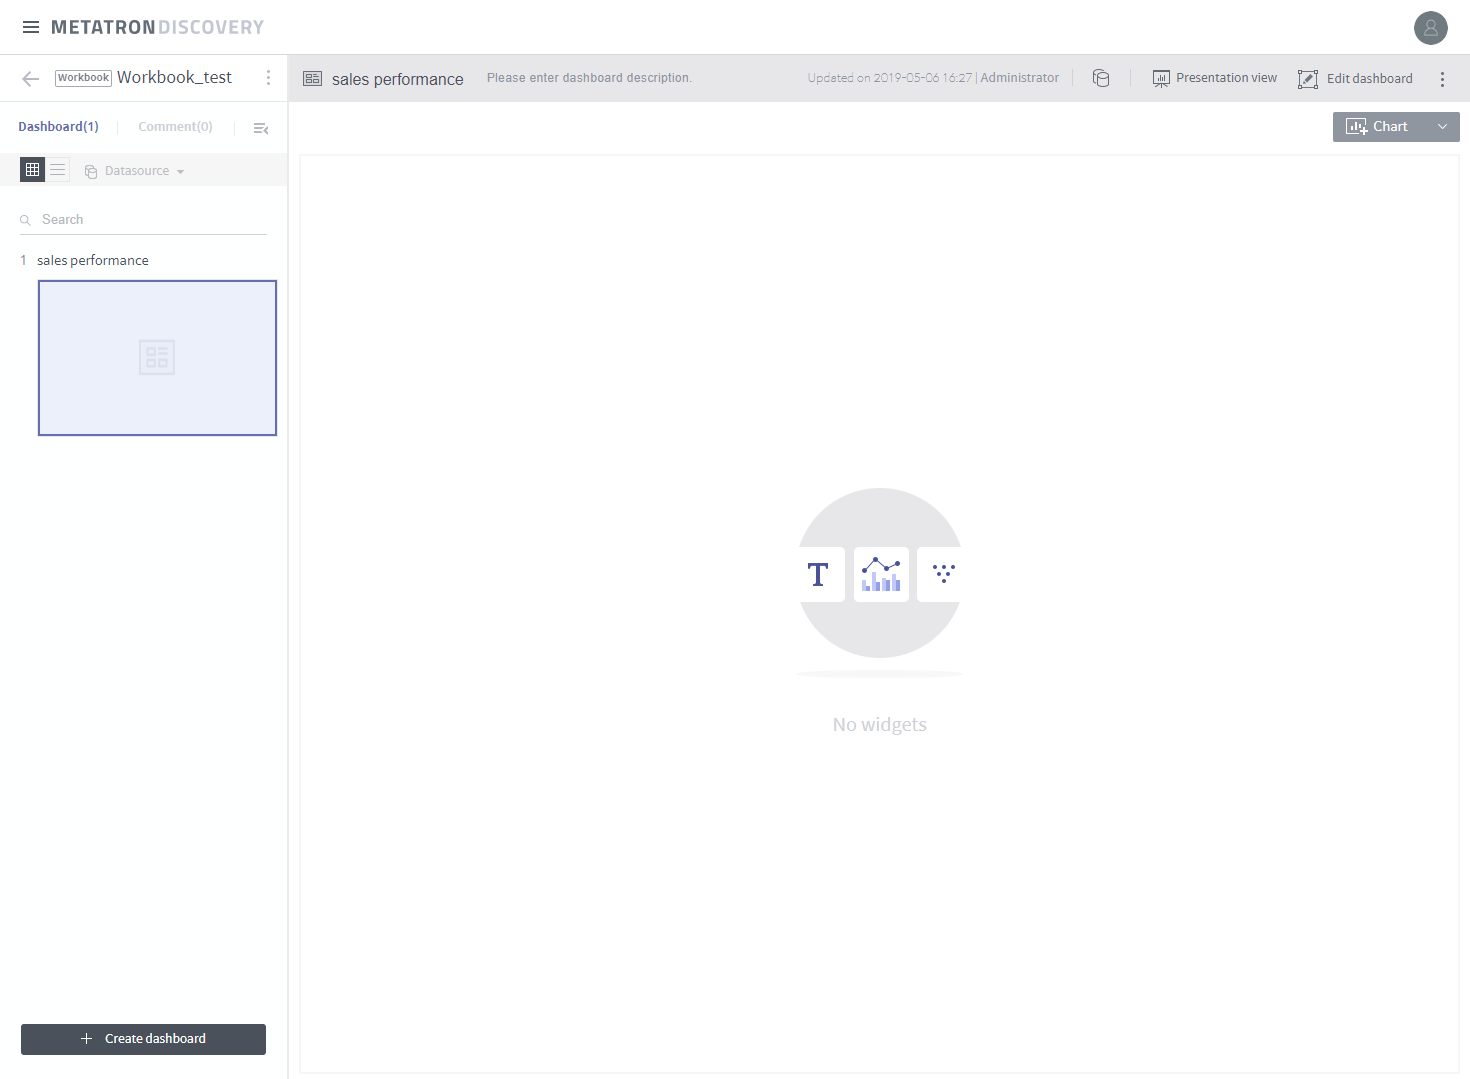 METATRON DISCOVERY
Workbook Workbook_test
sales performance Please enter dashboard description. Updated on 2019-05-06 16:27 | Administrator Presentation view Edit dashboard
Dashboard(1) Comment(0)
Chart
Datasource
Search
1 sales performance
T
No widgets
Create dashboard